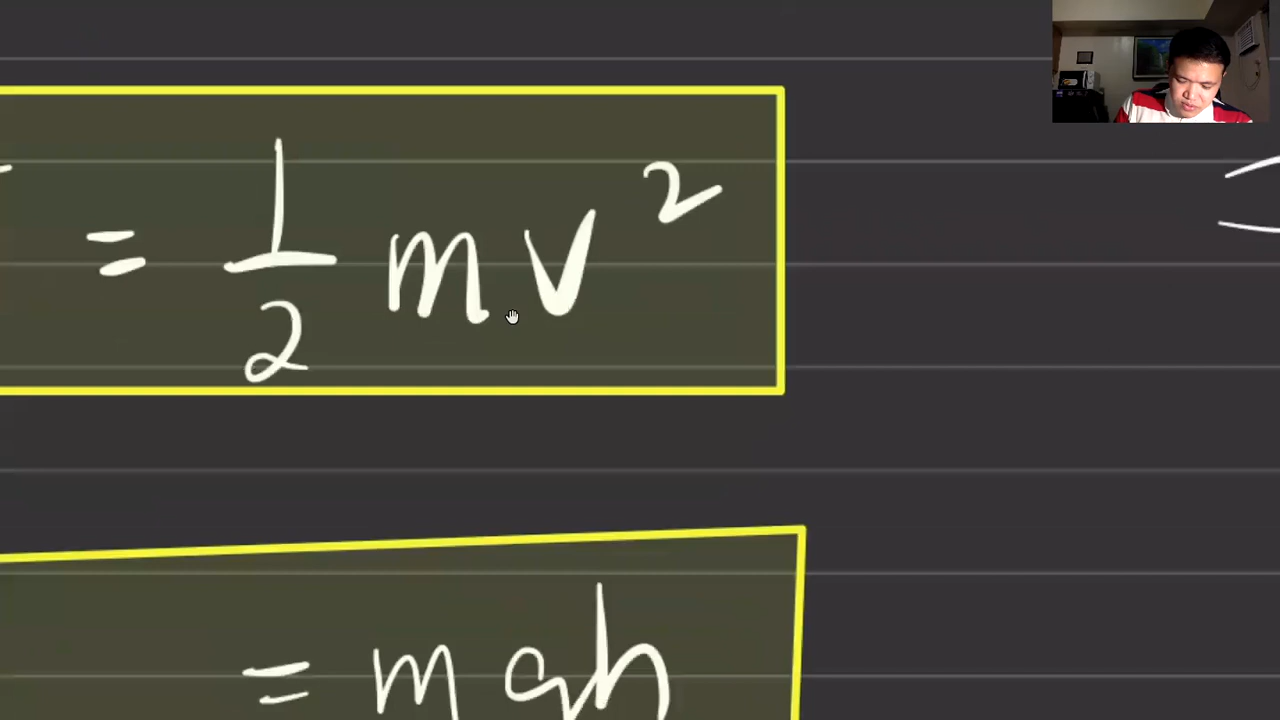 = 1/2 mv²
= mgh